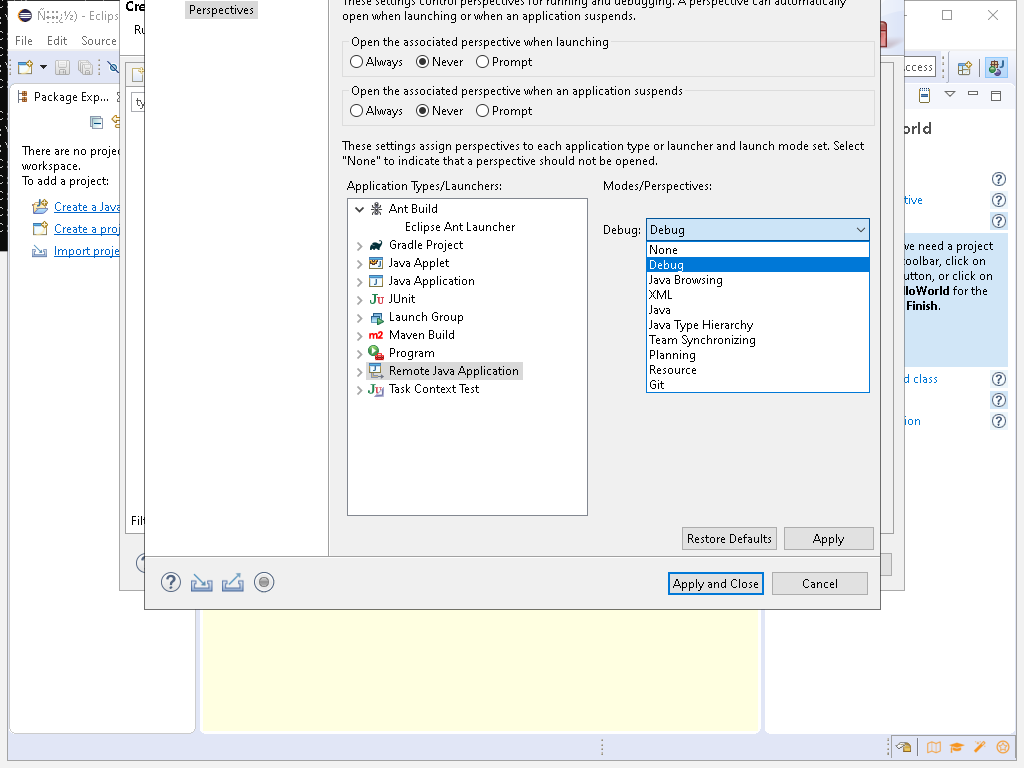 Perspectives
These settings control perspectives for running and debugging. A perspective can automatically
open when launching or when an application suspends.
Open the associated perspective when launching
Always Never Prompt
Open the associated perspective when an application suspends
Always Never Prompt
These settings assign perspectives to each application type or launcher and launch mode set. Select
"None" to indicate that a perspective should not be opened.
Application Types/Launchers:
Ant Build
Eclipse Ant Launcher
Gradle Project
Java Applet
Java Application
JUnit
Launch Group
Maven Build
Program
Remote Java Application
Task Context Test
Modes/Perspectives:
Debug: Debug
None
Debug
Java Browsing
XML
Java
Java Type Hierarchy
Team Synchronizing
Planning
Resource
Git
Restore Defaults Apply
Apply and Close Cancel
- Eclips
File Edit Source
Package Exp...
There are no proje
workspace.
To add a project:
Create a Java
Create a proj
Import proje
Cre
Ru
ty
Filt
ccess
orld
tive
ve need a project
oolbar, click on
utton, or click on
lloWorld for the
Finish.
d class
ion